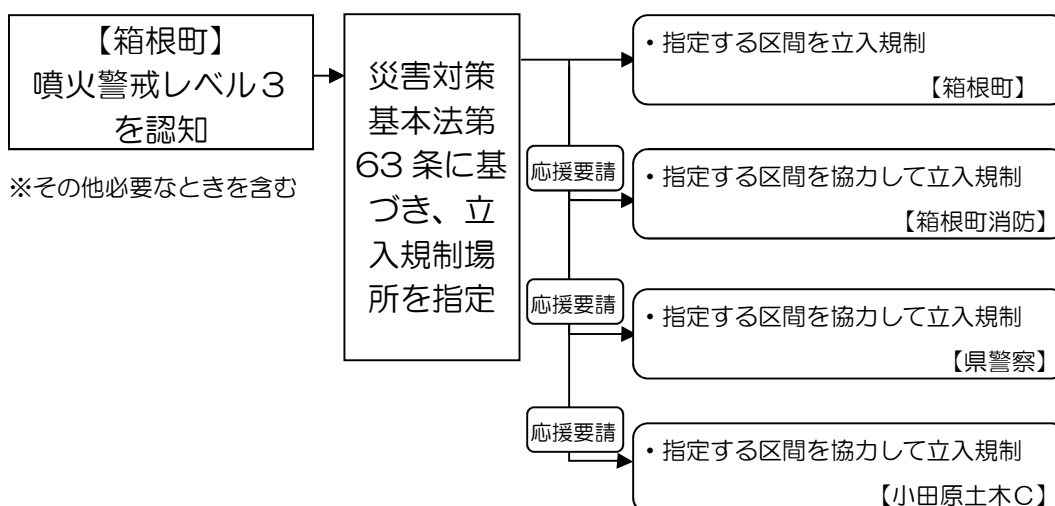 【箱根町】
噴火警戒レベル３
を認知
※その他必要なときを含む
災害対策
基本法第
63 条に基
づき、立
入規制場
所を指定
・指定する区間を立入規制
【箱根町】
応援要請
・指定する区間を協力して立入規制
【箱根町消防】
応援要請
・指定する区間を協力して立入規制
【県警察】
応援要請
・指定する区間を協力して立入規制
【小田原土木Ｃ】